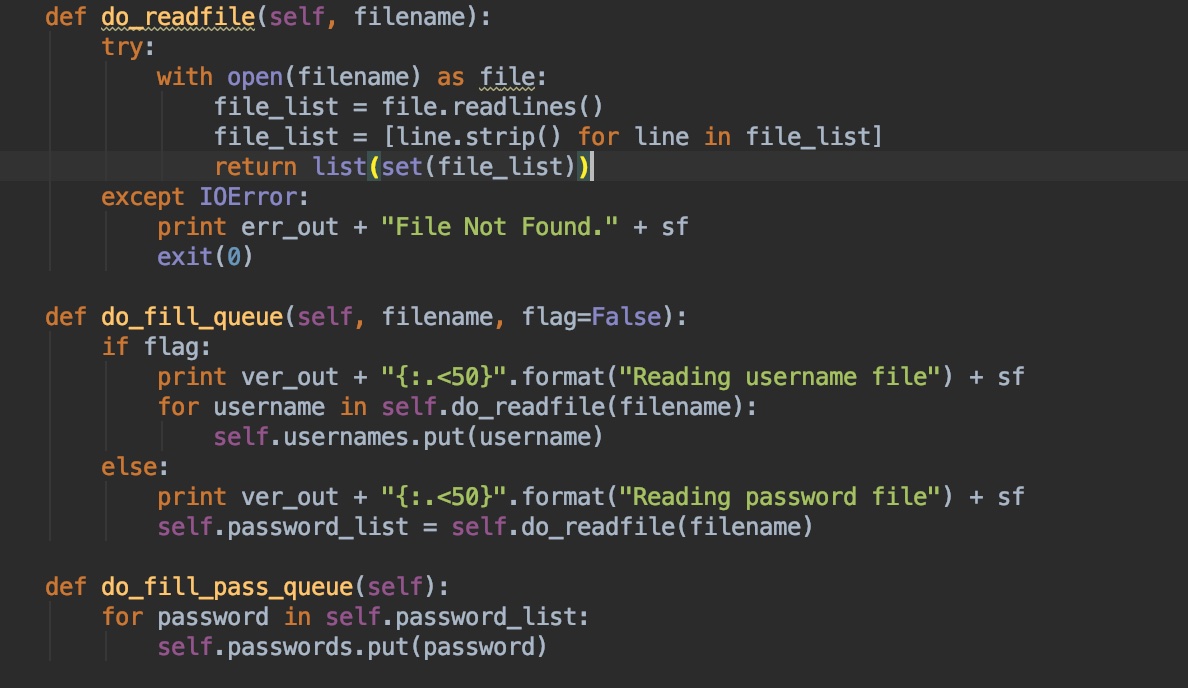 def do_readfile(self, filename):
    try:
        with open(filename) as file:
            file_list = file.readlines()
            file_list = [line.strip() for line in file_list]
            return list(set(file_list))
    except IOError:
        print err_out + "File Not Found." + sf
        exit(0)

def do_fill_queue(self, filename, flag=False):
    if flag:
        print ver_out + "{:.<50}".format("Reading username file") + sf
        for username in self.do_readfile(filename):
            self.usernames.put(username)
    else:
        print ver_out + "{:.<50}".format("Reading password file") + sf
        self.password_list = self.do_readfile(filename)

def do_fill_pass_queue(self):
    for password in self.password_list:
        self.passwords.put(password)